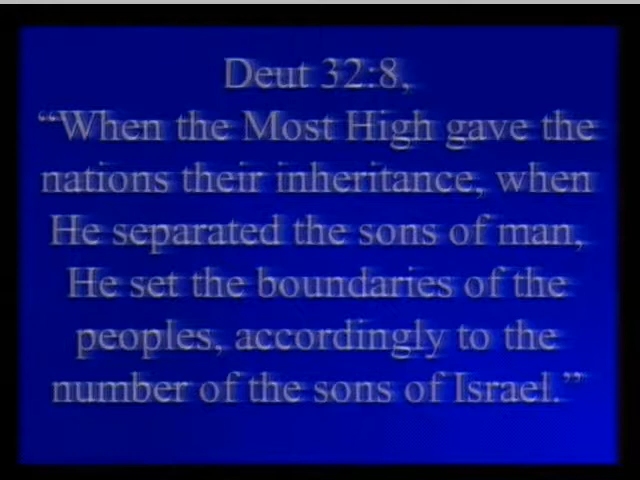 Deut 32:8,
“When the Most High gave the
nations their inheritance, when
He separated the sons of man,
He set the boundaries of the
peoples, accordingly to the
number of the sons of Israel.”